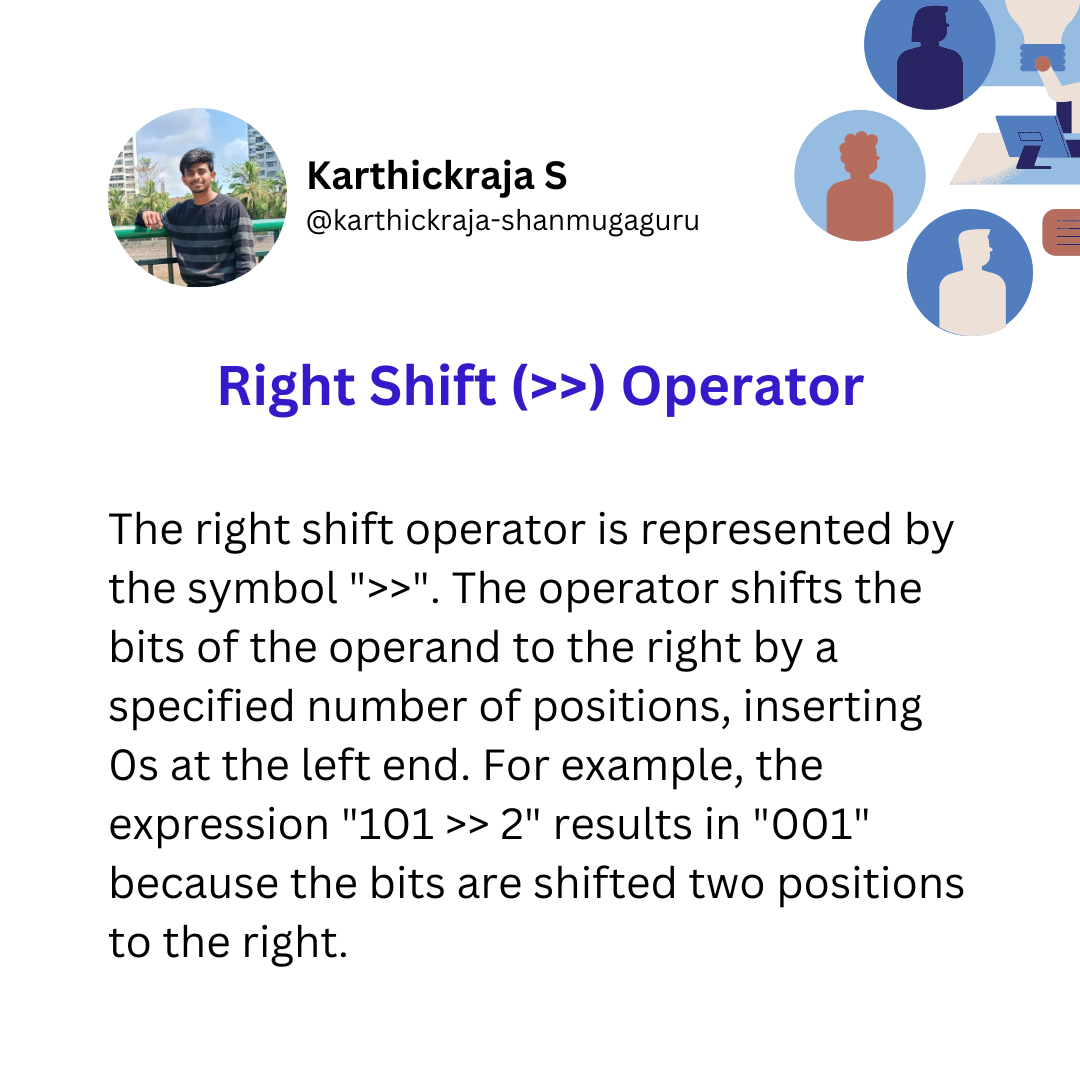 Karthickraja S
@karthickraja-shanmugaguru
Right Shift (>>) Operator
The right shift operator is represented by
the symbol ">>". The operator shifts the
bits of the operand to the right by a
specified number of positions, inserting
0s at the left end. For example, the
expression "101 >> 2" results in "001"
because the bits are shifted two positions
to the right.